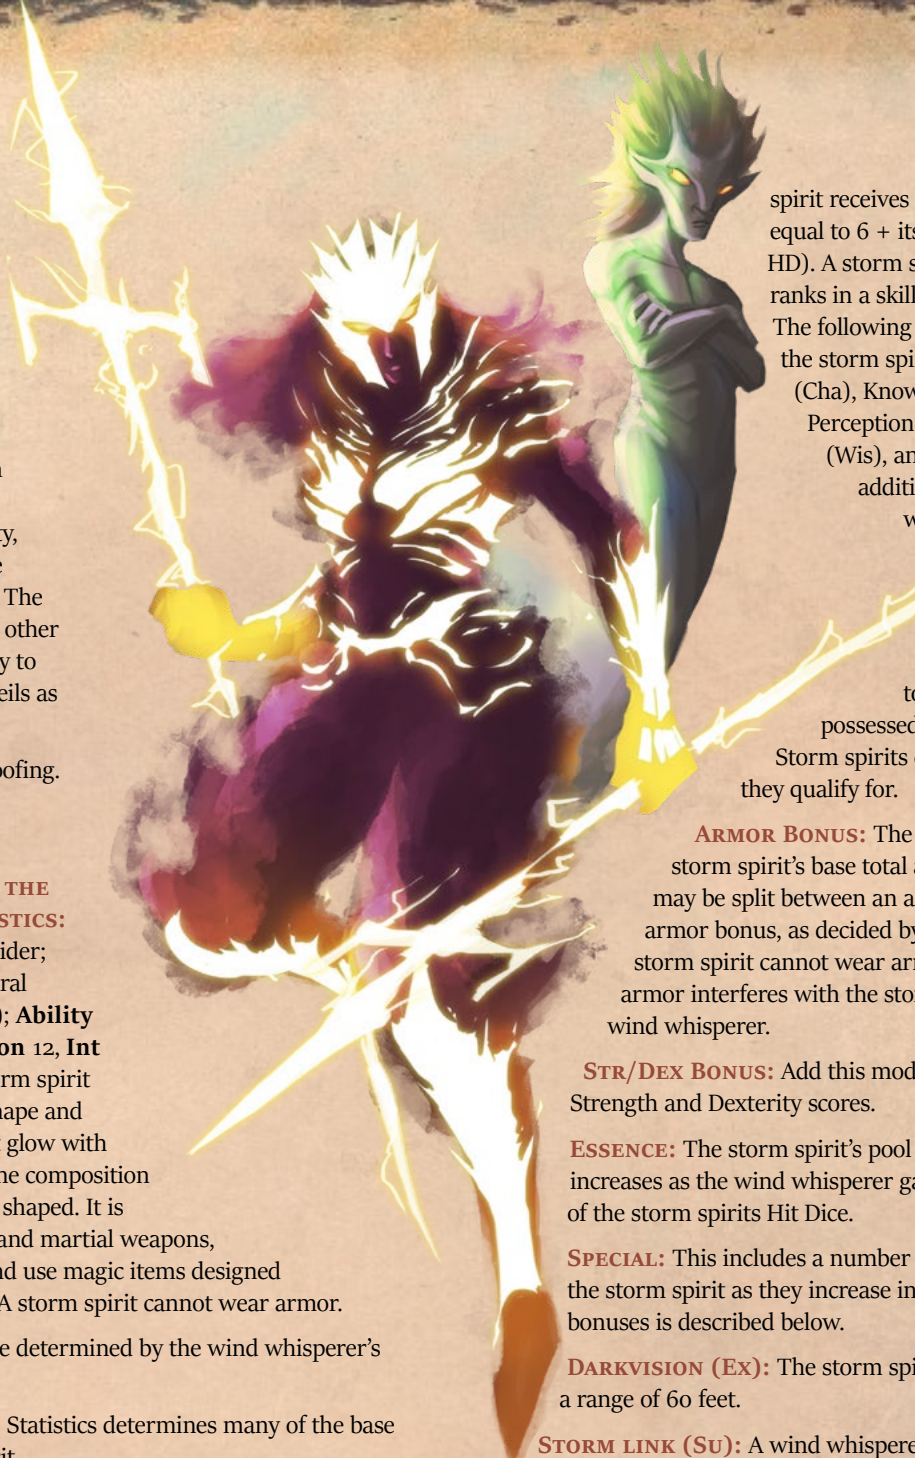 ty,
The
other
y to
eils as
oofing.
THE
STICS:
ider;
ral
); Ability
on 12, Int
rm spirit
hape and
glow with
he composition
shaped. It is
and martial weapons,
nd use magic items designed
A storm spirit cannot wear armor.
e determined by the wind whisperer’s
Statistics determines many of the base
spirit receives
equal to 6 + its
HD). A storm s
ranks in a skill
The following
the storm spi
(Cha), Know
Perception
(Wis), an
additi
w
to
possessed
Storm spirits
they qualify for.
ARMOR BONUS: The
storm spirit’s base total a
may be split between an a
armor bonus, as decided by
storm spirit cannot wear arm
armor interferes with the stor
wind whisperer.
STR/DEX BONUS: Add this mod
Strength and Dexterity scores.
ESSENCE: The storm spirit’s pool
increases as the wind whisperer ga
of the storm spirits Hit Dice.
SPECIAL: This includes a number
the storm spirit as they increase in
bonuses is described below.
DARKVISION (EX): The storm spi
a range of 60 feet.
STORM LINK (SU): A wind whispere